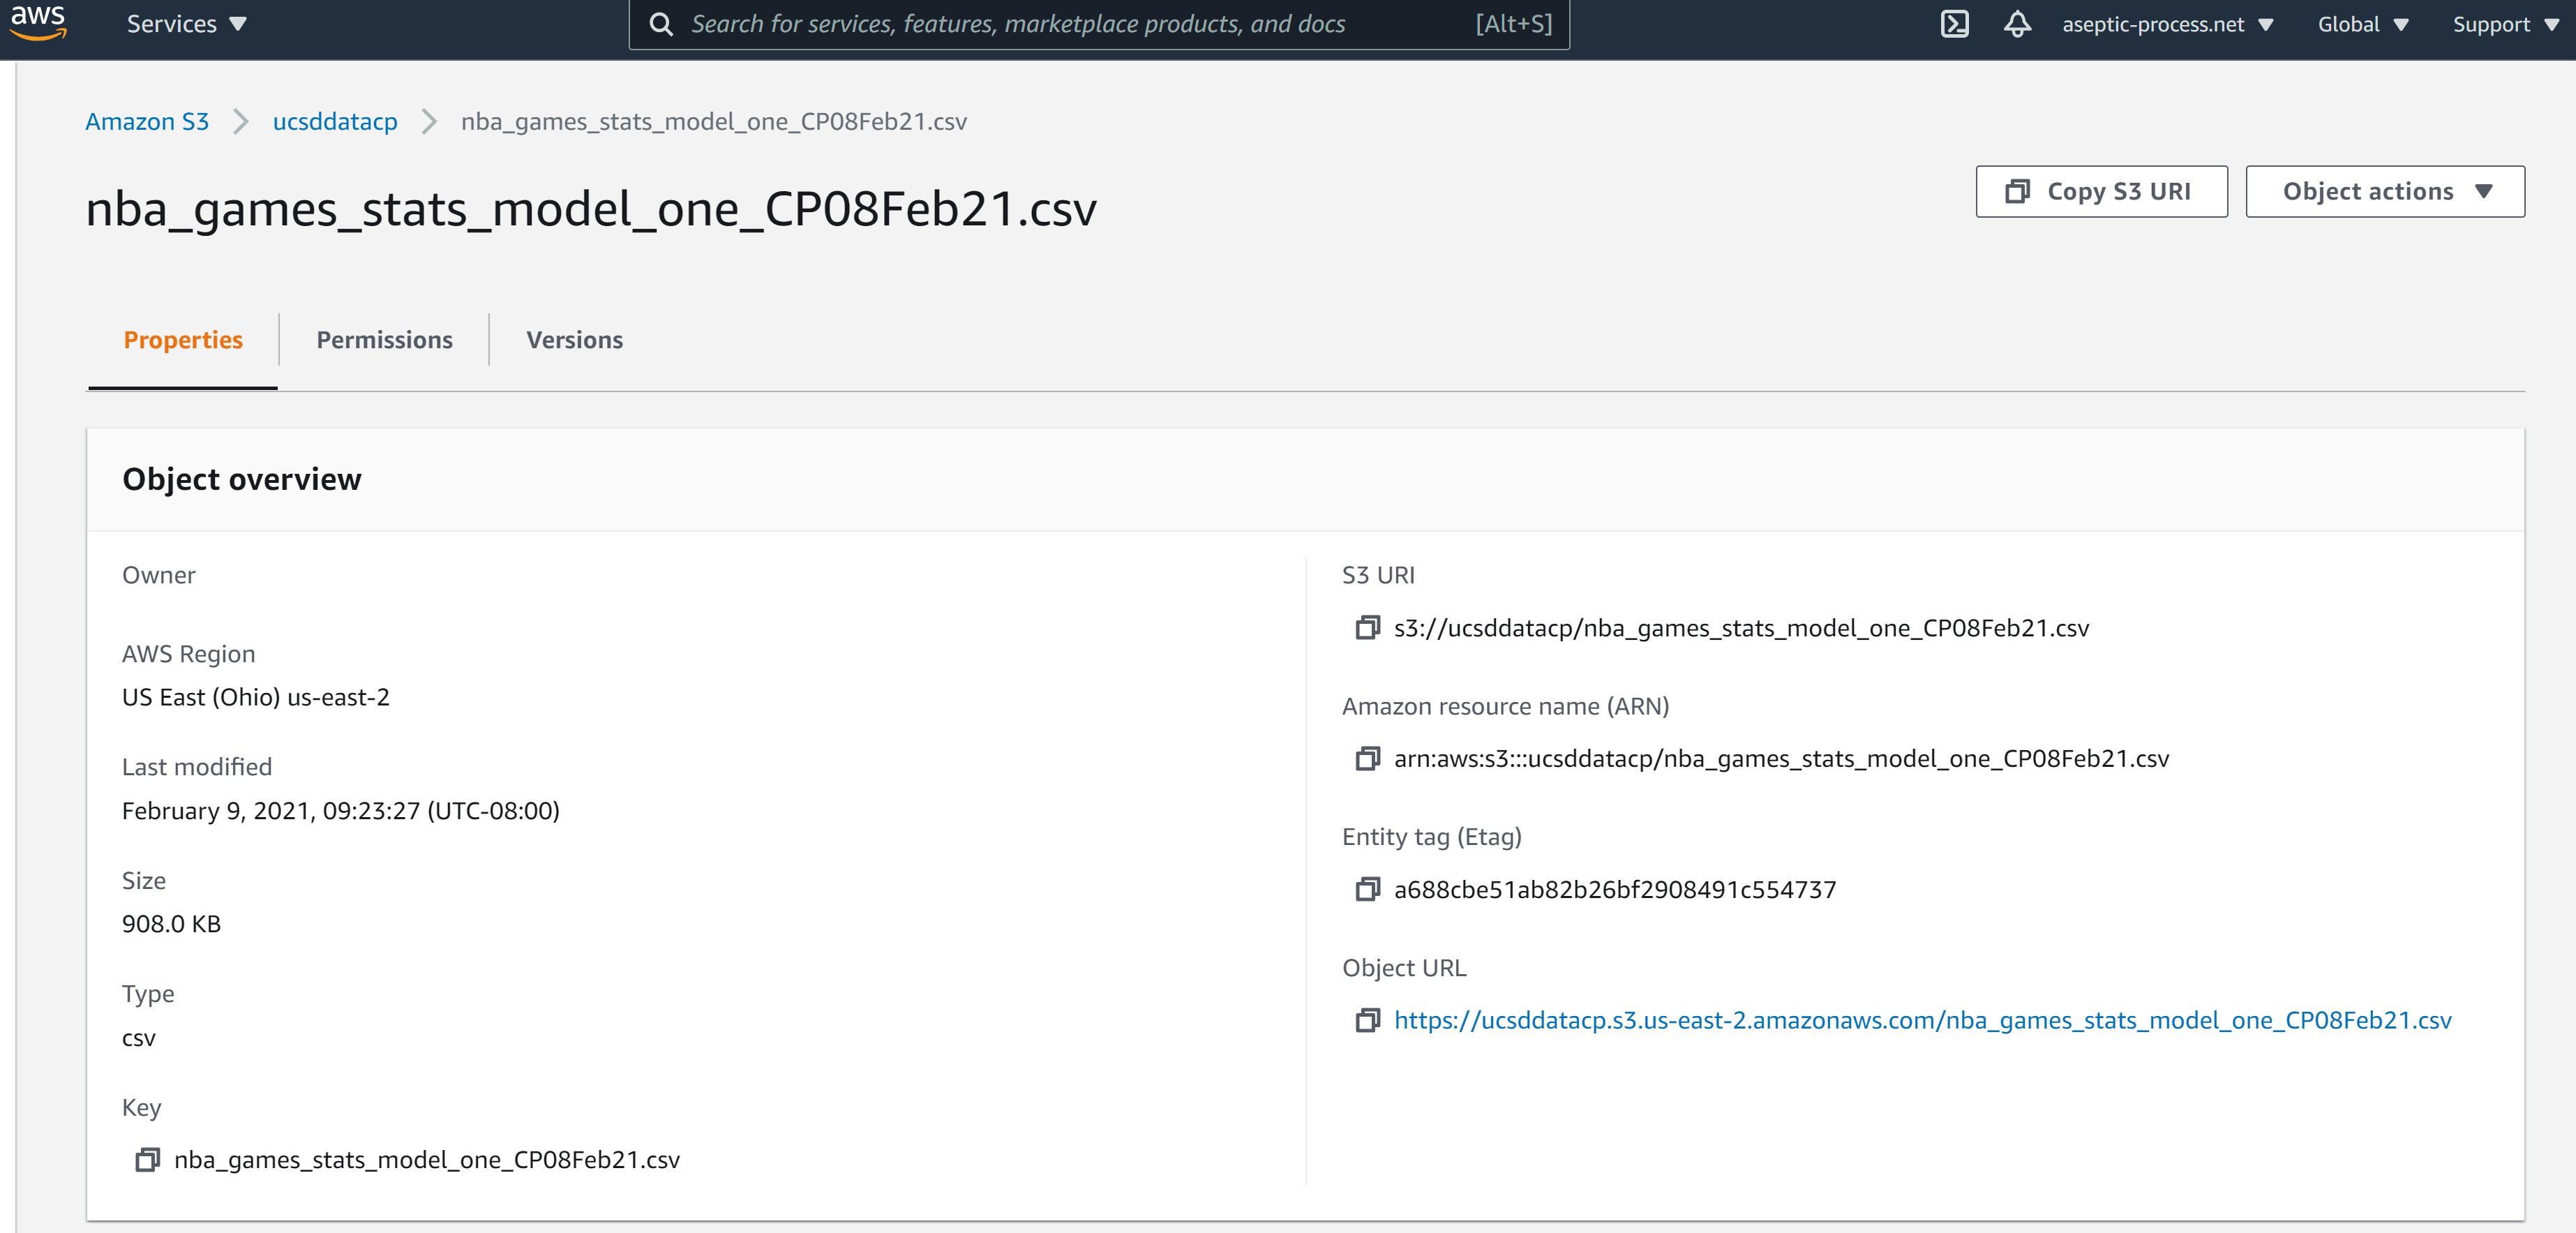 aws Services Search for services, features, marketplace products, and docs [Alt+S] aseptic-process.net Global Support
Amazon S3 ucsddatacp nba_games_stats_model_one_CP08Feb21.csv
nba_games_stats_model_one_CP08Feb21.csv
Copy S3 URI Object actions
Properties Permissions Versions
Object overview
Owner
AWS Region
US East (Ohio) us-east-2
Last modified
February 9, 2021, 09:23:27 (UTC-08:00)
Size
908.0 KB
Type
csv
Key
nba_games_stats_model_one_CP08Feb21.csv
S3 URI
s3://ucsddatacp/nba_games_stats_model_one_CP08Feb21.csv
Amazon resource name (ARN)
arn:aws:s3:::ucsddatacp/nba_games_stats_model_one_CP08Feb21.csv
Entity tag (Etag)
a688cbe51ab82b26bf2908491c554737
Object URL
https://ucsddatacp.s3.us-east-2.amazonaws.com/nba_games_stats_model_one_CP08Feb21.csv